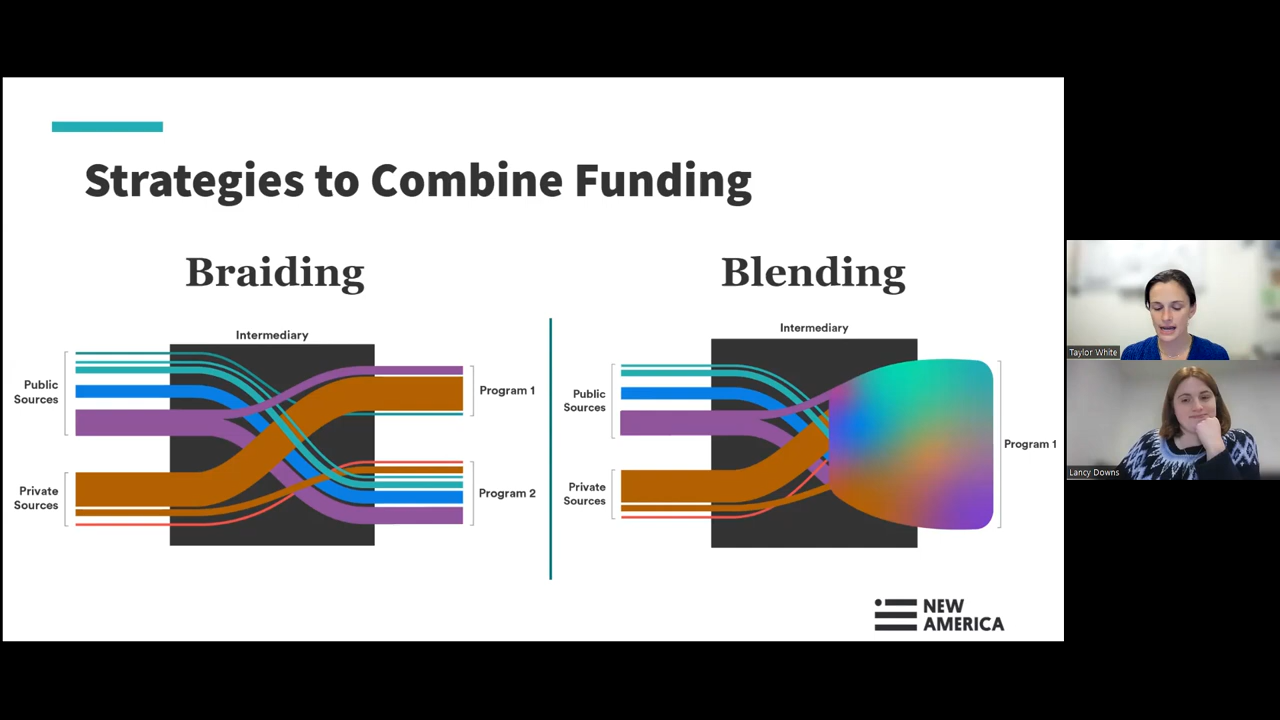 Strategies to Combine Funding
Braiding
Intermediary
Public
Sources
Private
Sources
Program 1
Program 2
Blending
Intermediary
Public
Sources
Private
Sources
Program 1
NEW
AMERICA
Taylor White
Lancy Downs